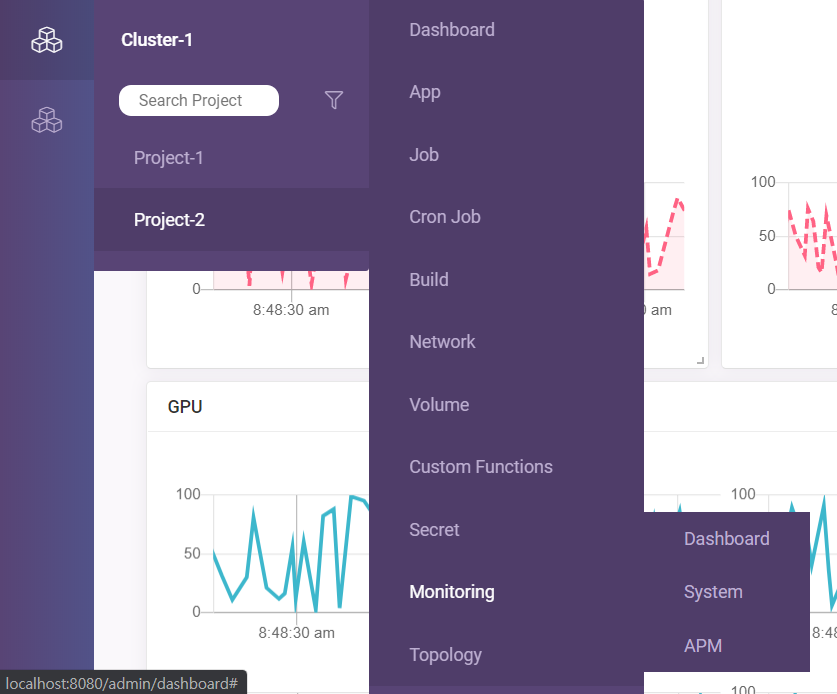 Cluster-1
Search Project
Project-1
Project-2
Dashboard
App
Job
Cron Job
Build
Network
Volume
Custom Functions
Secret
Monitoring
Topology
Dashboard
System
APM
0
8:48:30 am
0 am
100
50
0
8
GPU
100
50
0
8:48:30 am
100
8:48
100
localhost:8080/admin/dashboard#